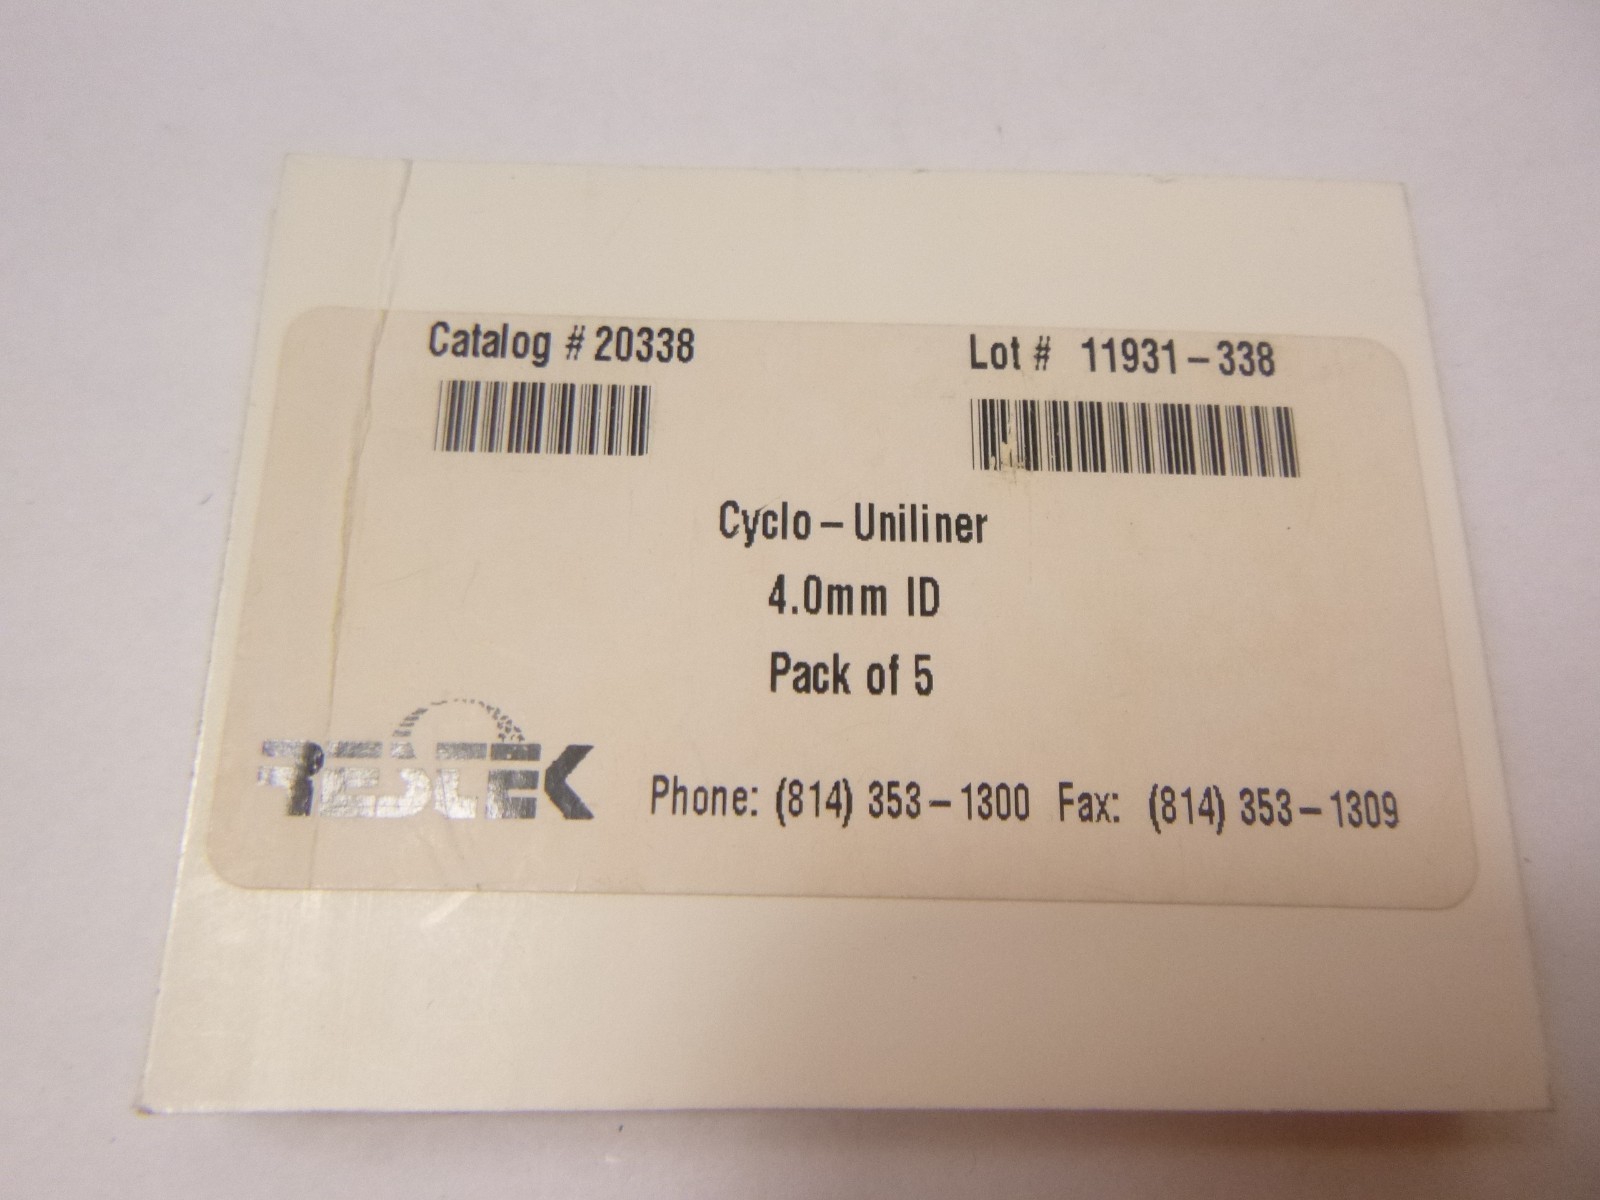 Catalog # 20338 Lot # 11931-338
Cyclo-Uniliner
4.0mm ID
Pack of 5
RESTEK
Phone: (814) 353-1300 Fax: (814) 353-1309